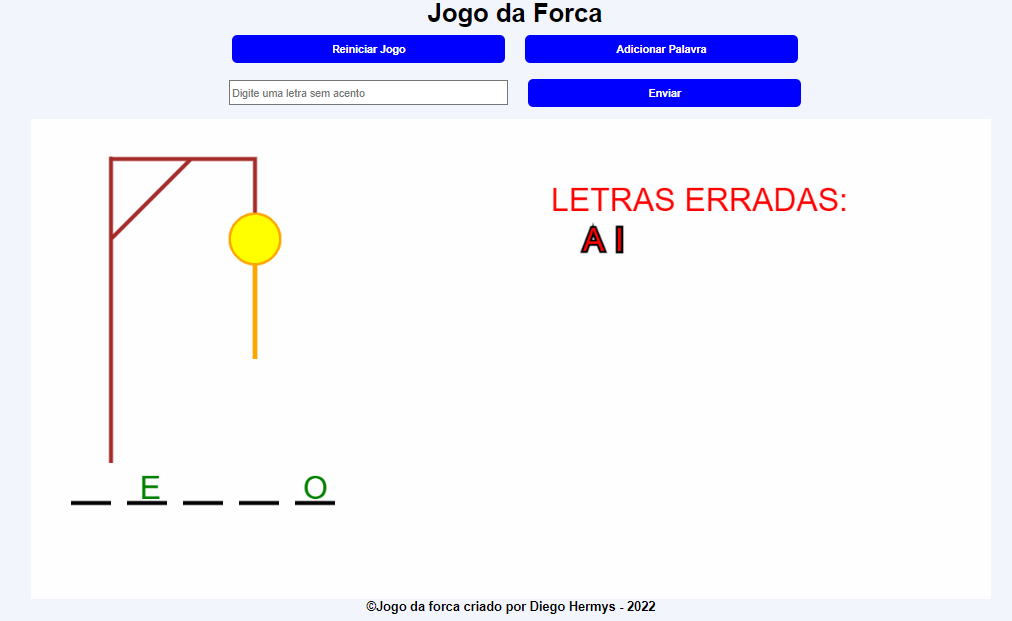 Jogo da Forca
Reiniciar Jogo
Adicionar Palavra
Digite uma letra sem acento
Enviar
LETRAS ERRADAS:
A I
E O
©Jogo da forca criado por Diego Hermys - 2022